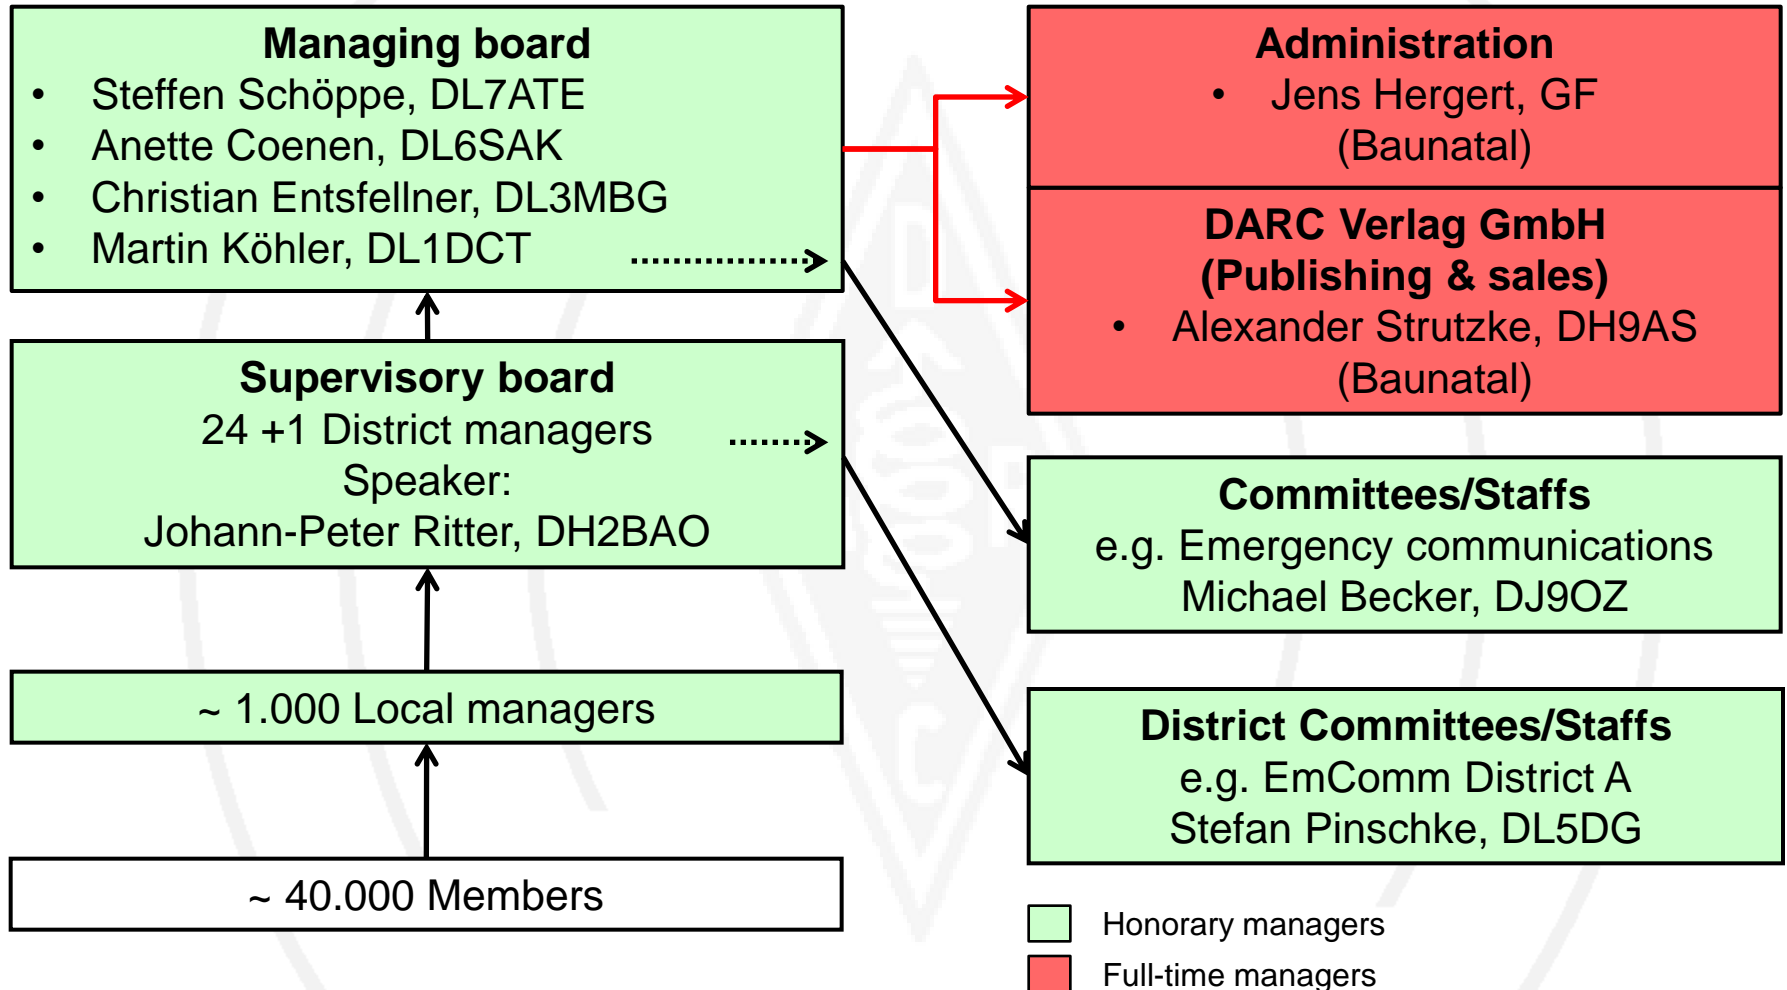 Managing board
• Steffen Schöppe, DL7ATE
• Anette Coenen, DL6SAK
• Christian Entsfellner, DL3MBG
• Martin Köhler, DL1DCT
Supervisory board
24 +1 District managers
Speaker:
Johann-Peter Ritter, DH2BAO
~ 1.000 Local managers
~ 40.000 Members
Administration
• Jens Hergert, GF
(Baunatal)
DARC Verlag GmbH
(Publishing & sales)
• Alexander Strutzke, DH9AS
(Baunatal)
Committees/Staffs
e.g. Emergency communications
Michael Becker, DJ9OZ
District Committees/Staffs
e.g. EmComm District A
Stefan Pinschke, DL5DG
Honorary managers
Full-time managers
D
A
R
C